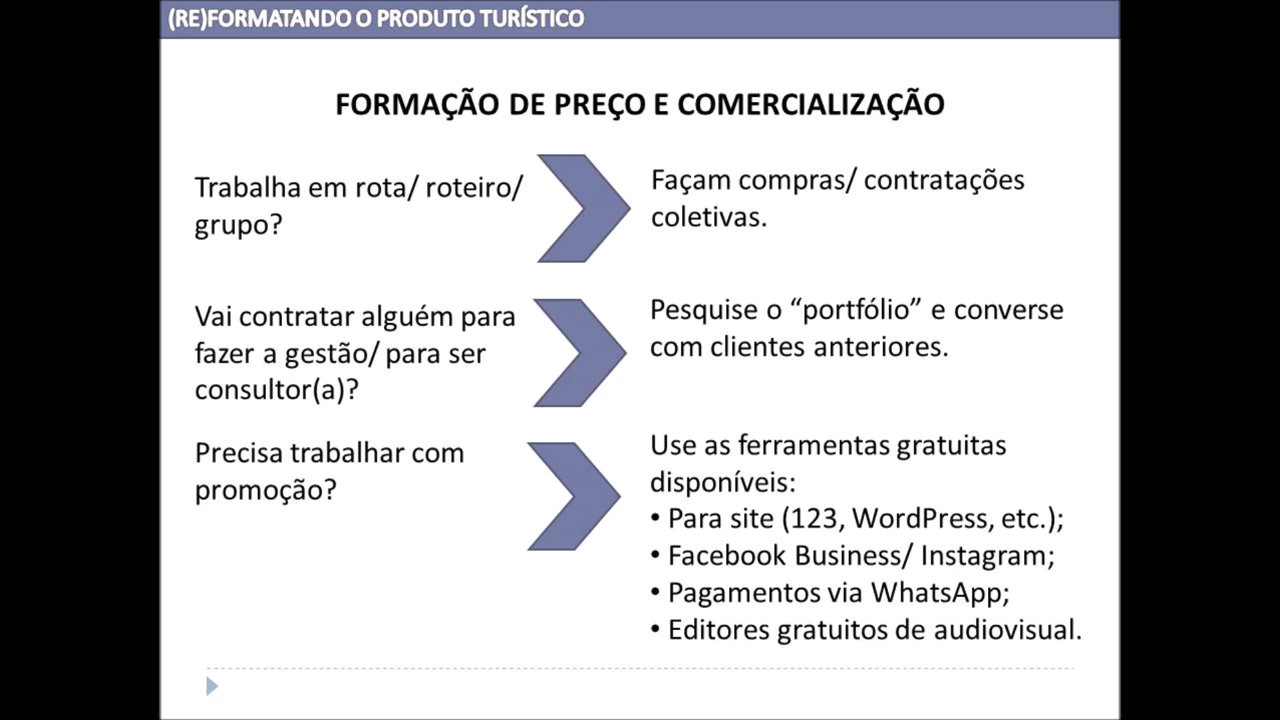 (RE)FORMATANDO O PRODUTO TURÍSTICO
FORMAÇÃO DE PREÇO E COMERCIALIZAÇÃO
Trabalha em rota/ roteiro/
grupo?
Façam compras/ contratações
coletivas.
Vai contratar alguém para
fazer a gestão/ para ser
consultor(a)?
Pesquise o “portfólio” e converse
com clientes anteriores.
Precisa trabalhar com
promoção?
Use as ferramentas gratuitas
disponíveis:
• Para site (123, WordPress, etc.);
• Facebook Business/ Instagram;
• Pagamentos via WhatsApp;
• Editores gratuitos de audiovisual.